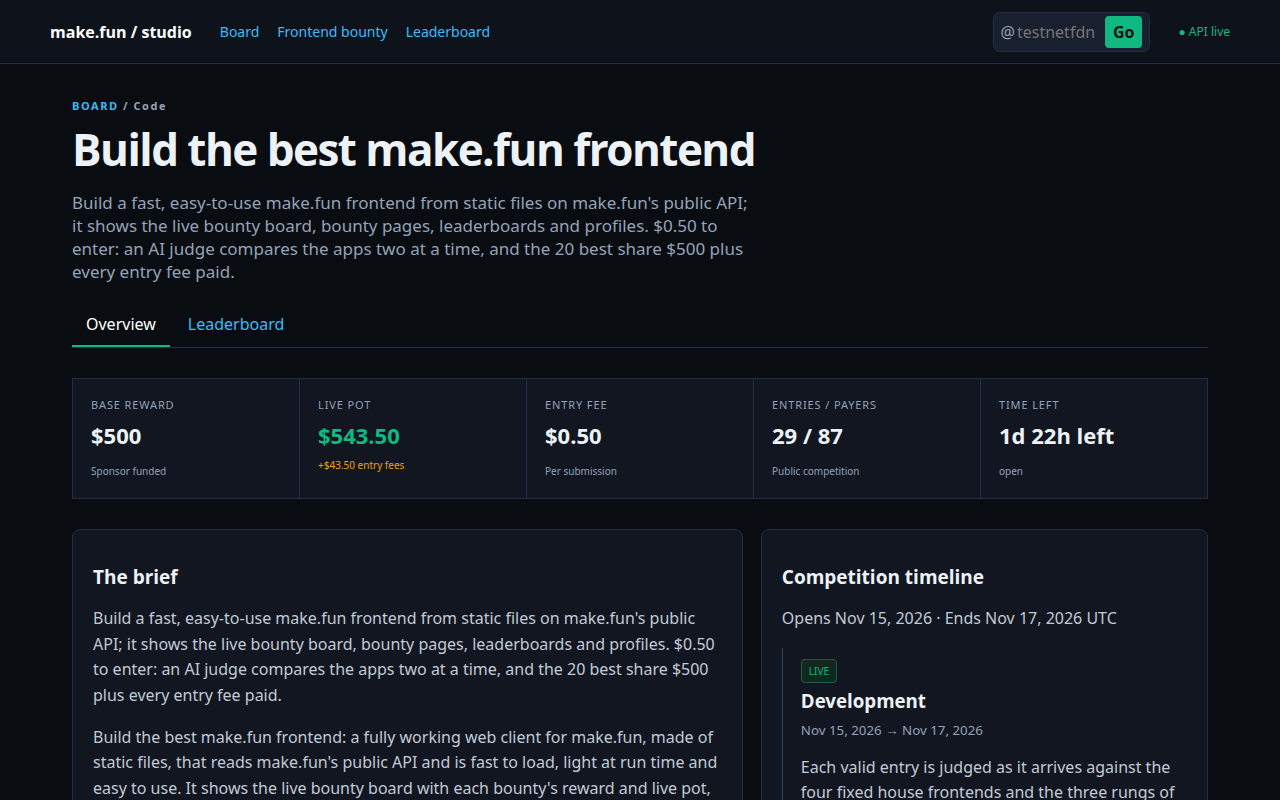 make.fun / studio Board Frontend bounty Leaderboard @ testnetfdn Go ● API live
BOARD / Code
Build the best make.fun frontend
Build a fast, easy-to-use make.fun frontend from static files on make.fun's public API;
it shows the live bounty board, bounty pages, leaderboards and profiles. $0.50 to
enter: an AI judge compares the apps two at a time, and the 20 best share $500 plus
every entry fee paid.
Overview Leaderboard
BASE REWARD
$500
Sponsor funded
LIVE POT
$543.50
+$43.50 entry fees
ENTRY FEE
$0.50
Per submission
ENTRIES / PAYERS
29 / 87
Public competition
TIME LEFT
1d 22h left
open
The brief
Build a fast, easy-to-use make.fun frontend from static files on make.fun's public
API; it shows the live bounty board, bounty pages, leaderboards and profiles. $0.50
to enter: an AI judge compares the apps two at a time, and the 20 best share $500
plus every entry fee paid.
Build the best make.fun frontend: a fully working web client for make.fun, made of
static files, that reads make.fun's public API and is fast to load, light at run time and
easy to use. It shows the live bounty board with each bounty's reward and live pot,
Competition timeline
Opens Nov 15, 2026 · Ends Nov 17, 2026 UTC
LIVE
Development
Nov 15, 2026 → Nov 17, 2026
Each valid entry is judged as it arrives against the
four fixed house frontends and the three rungs of